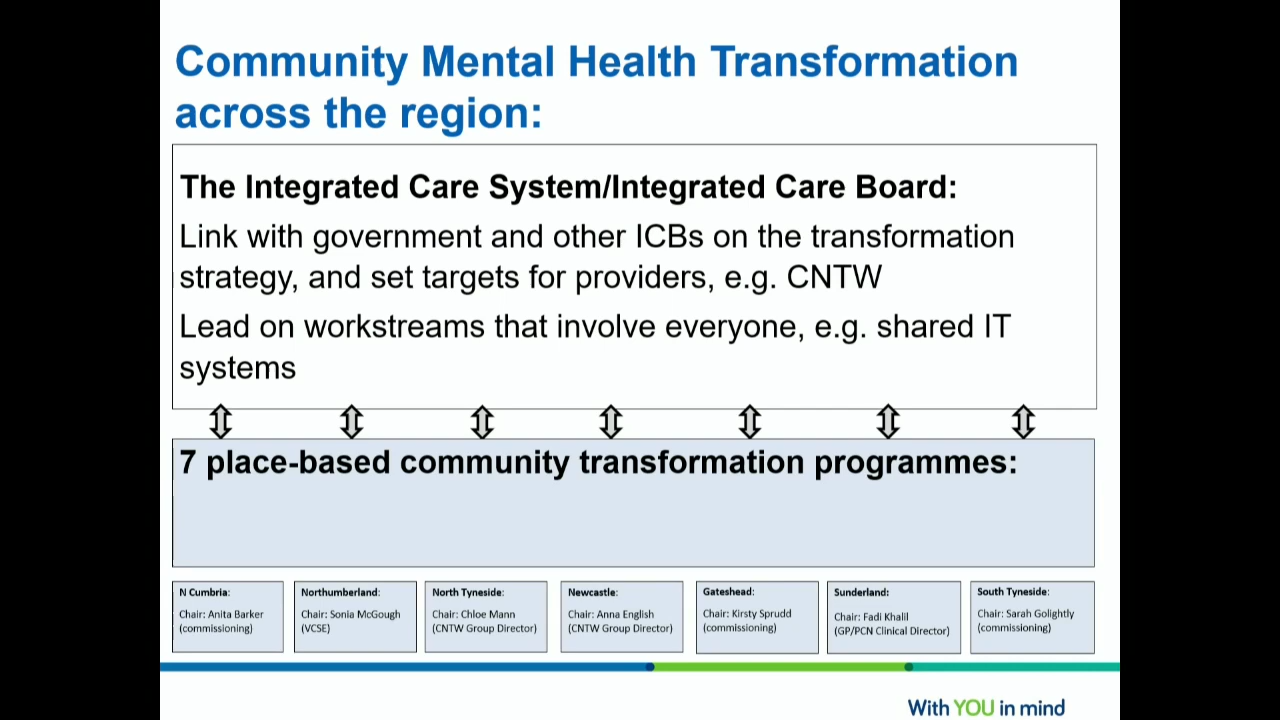 Community Mental Health Transformation
across the region:
The Integrated Care System/Integrated Care Board:
Link with government and other ICBs on the transformation
strategy, and set targets for providers, e.g. CNTW
Lead on workstreams that involve everyone, e.g. shared IT
systems
7 place-based community transformation programmes:
N Cumbria:
Chair: Anita Barker
(commissioning)
Northumberland:
Chair: Sonia McGough
(VCSE)
North Tyneside:
Chair: Chloe Mann
(CNTW Group Director)
Newcastle:
Chair: Anna English
(CNTW Group Director)
Gateshead:
Chair: Kirsty Sprudd
(commissioning)
Sunderland:
Chair: Fadi Khalil
(GP/PCN Clinical Director)
South Tyneside:
Chair: Sarah Golightly
(commissioning)
With YOU in mind